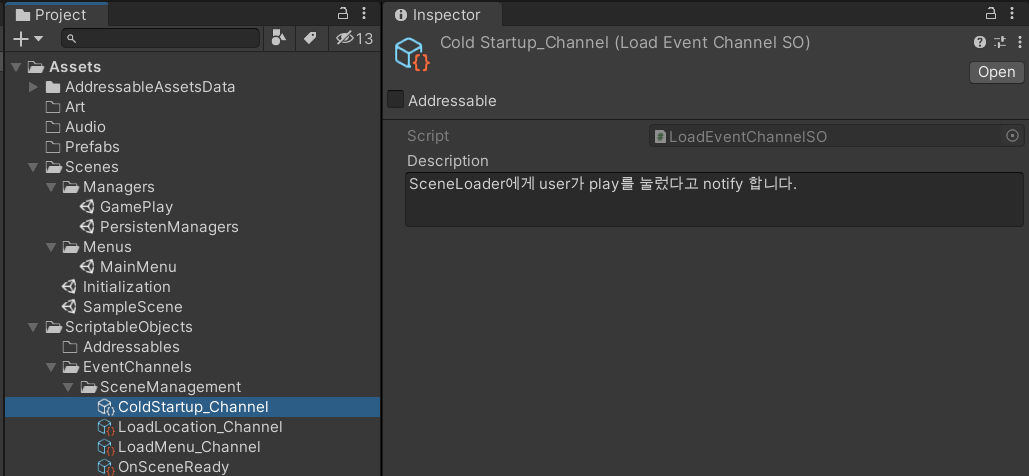 Project
13
Assets
AddressableAssetsData
Art
Audio
Prefabs
Scenes
Managers
GamePlay
PersistenManagers
Menus
MainMenu
Initialization
SampleScene
ScriptableObjects
Addressables
EventChannels
SceneManagement
ColdStartup_Channel
LoadLocation_Channel
LoadMenu_Channel
OnSceneReady
Inspector
Cold Startup_Channel (Load Event Channel SO)
Open
Addressable
Script
LoadEventChannelSO
Description
SceneLoader에게 user가 play를 눌렀다고 notify 합니다.